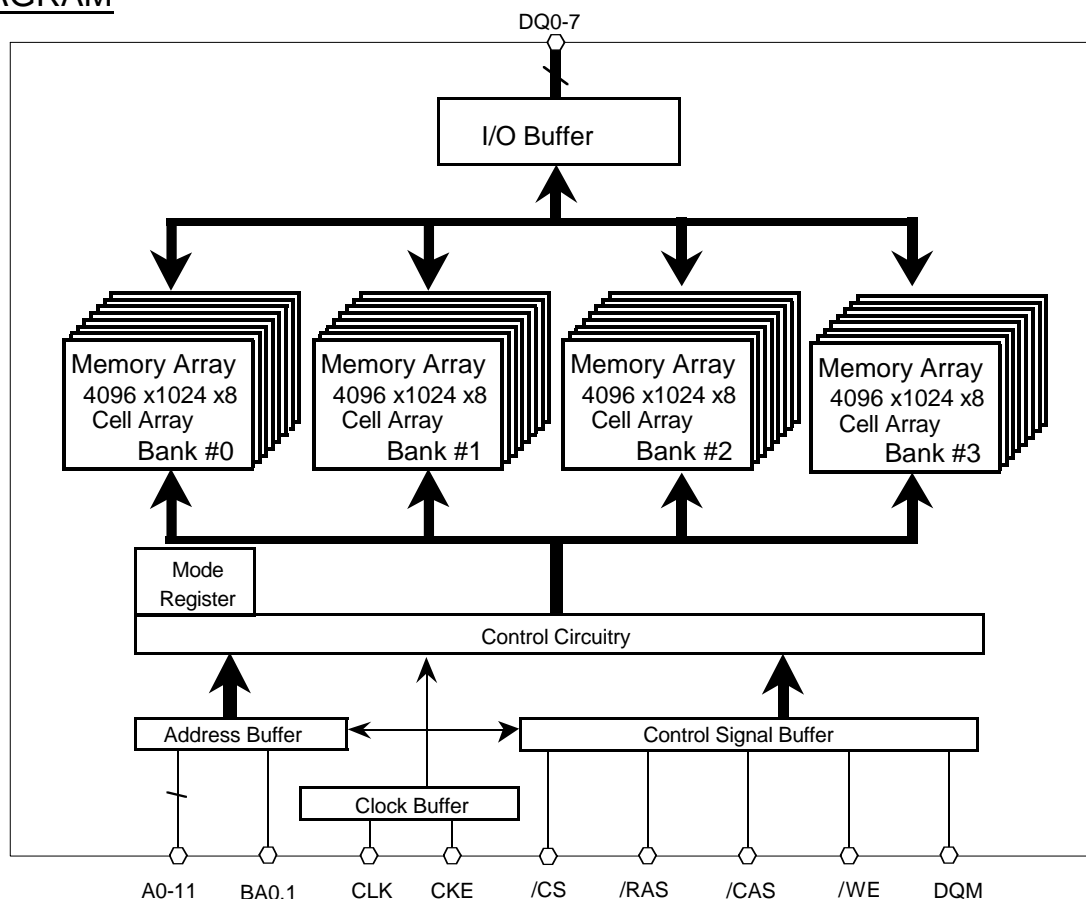 DQ0-7
I/O Buffer
Memory Array
4096 x1024 x8
Cell Array
Bank #0
Memory Array
4096 x1024 x8
Cell Array
Bank #1
Memory Array
4096 x1024 x8
Cell Array
Bank #2
Memory Array
4096 x1024 x8
Cell Array
Bank #3
Mode
Register
Control Circuitry
Address Buffer
Control Signal Buffer
Clock Buffer
A0-11
BA0,1
CLK
CKE
/CS
/RAS
/CAS
/WE
DQM